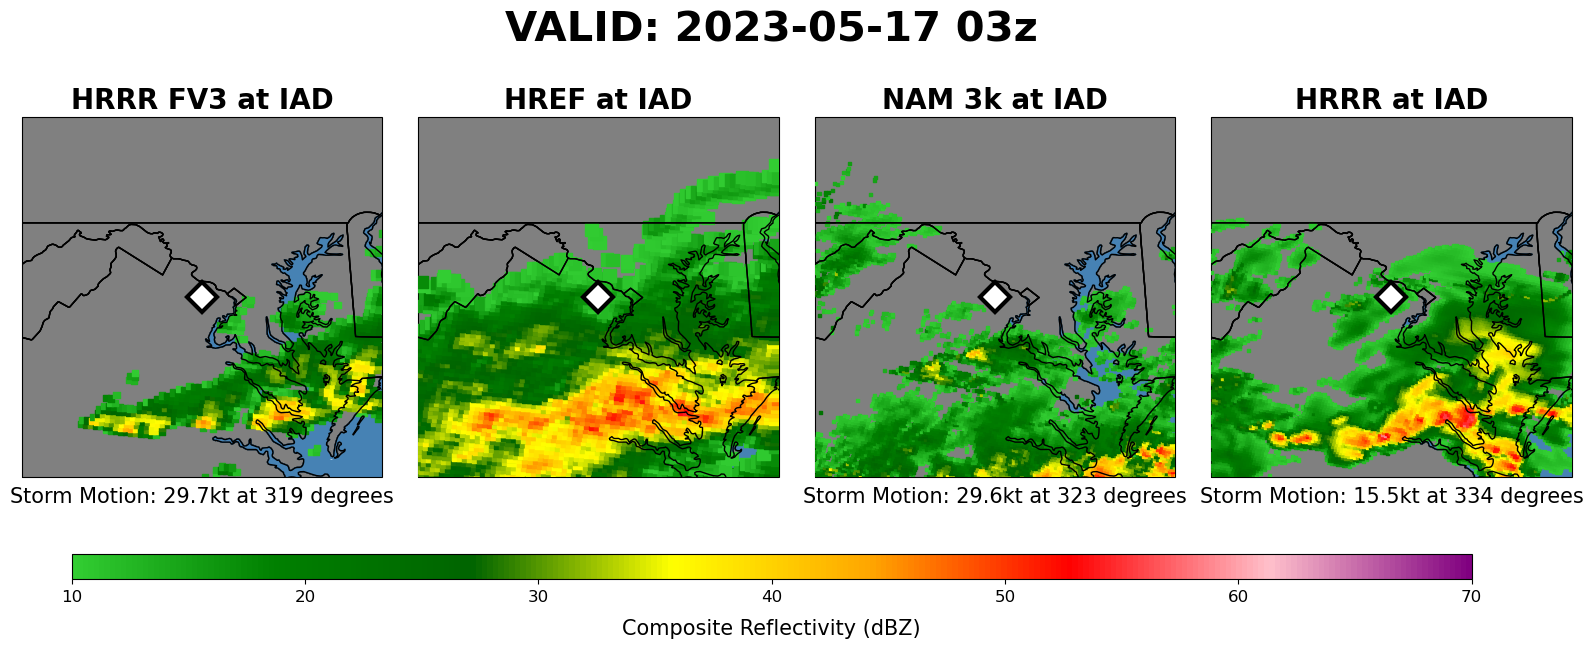 VALID: 2023-05-17 03z
HRRR FV3 at IAD
HREF at IAD
NAM 3k at IAD
HRRR at IAD
Storm Motion: 29.7kt at 319 degrees
Storm Motion: 29.6kt at 323 degrees
Storm Motion: 15.5kt at 334 degrees
10 20 30 40 50 60 70
Composite Reflectivity (dBZ)